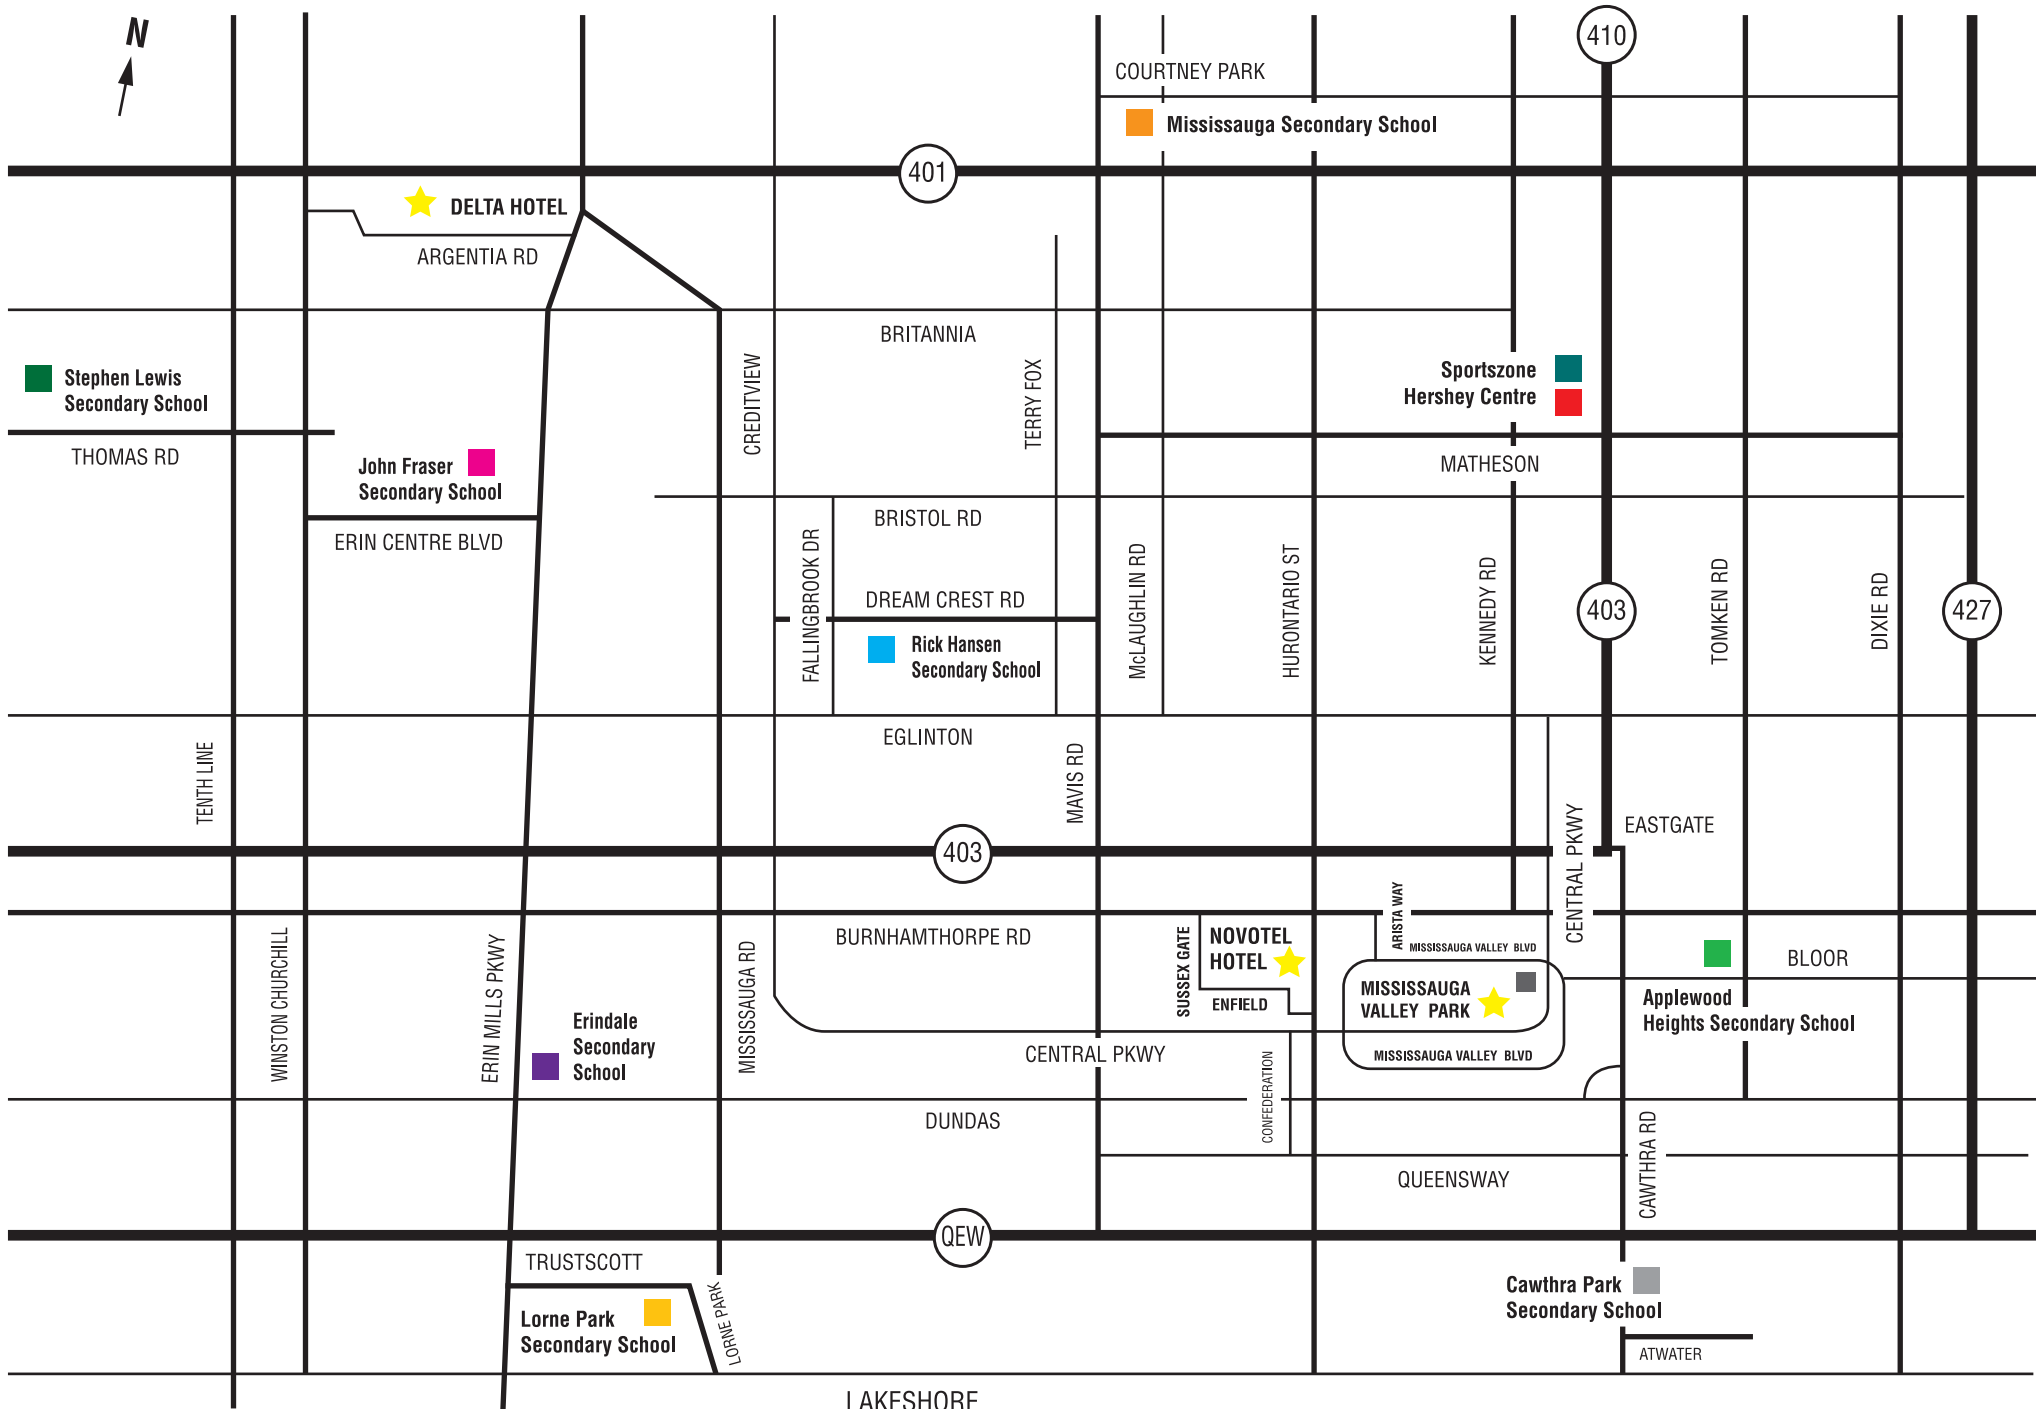 N
410
COURTNEY PARK
Mississauga Secondary School
401
DELTA HOTEL
ARGENTIA RD
BRITANNIA
CREDITVIEW
TERRY FOX
Sportszone
Hershey Centre
Stephen Lewis
Secondary School
THOMAS RD
John Fraser
Secondary School
MATHESON
ERIN CENTRE BLVD
BRISTOL RD
FALLINGBROOK DR
DREAM CREST RD
McLAUGHLIN RD
HURONTARIO ST
KENNEDY RD
403
TOMKEN RD
DIXIE RD
427
Rick Hansen
Secondary School
EGLINTON
TENTH LINE
MAVIS RD
CENTRAL PKWY
EASTGATE
403
WINSTON CHURCHILL
ERIN MILLS PKWY
MISSISSAUGA RD
BURNHAMTHORPE RD
SUSSEX GATE
NOVOTEL
HOTEL
ENFIELD
ARISTA WAY
MISSISSAUGA VALLEY BLVD
MISSISSAUGA
VALLEY PARK
MISSISSAUGA VALLEY BLVD
BLOOR
Applewood
Heights Secondary School
Erindale
Secondary
School
CENTRAL PKWY
CONFEDERATION
DUNDAS
CAWTHRA RD
QUEENSWAY
QEW
TRUSTSCOTT
Lorne Park
Secondary School
LORNE PARK
Cawthra Park
Secondary School
ATWATER
LAKESHORE